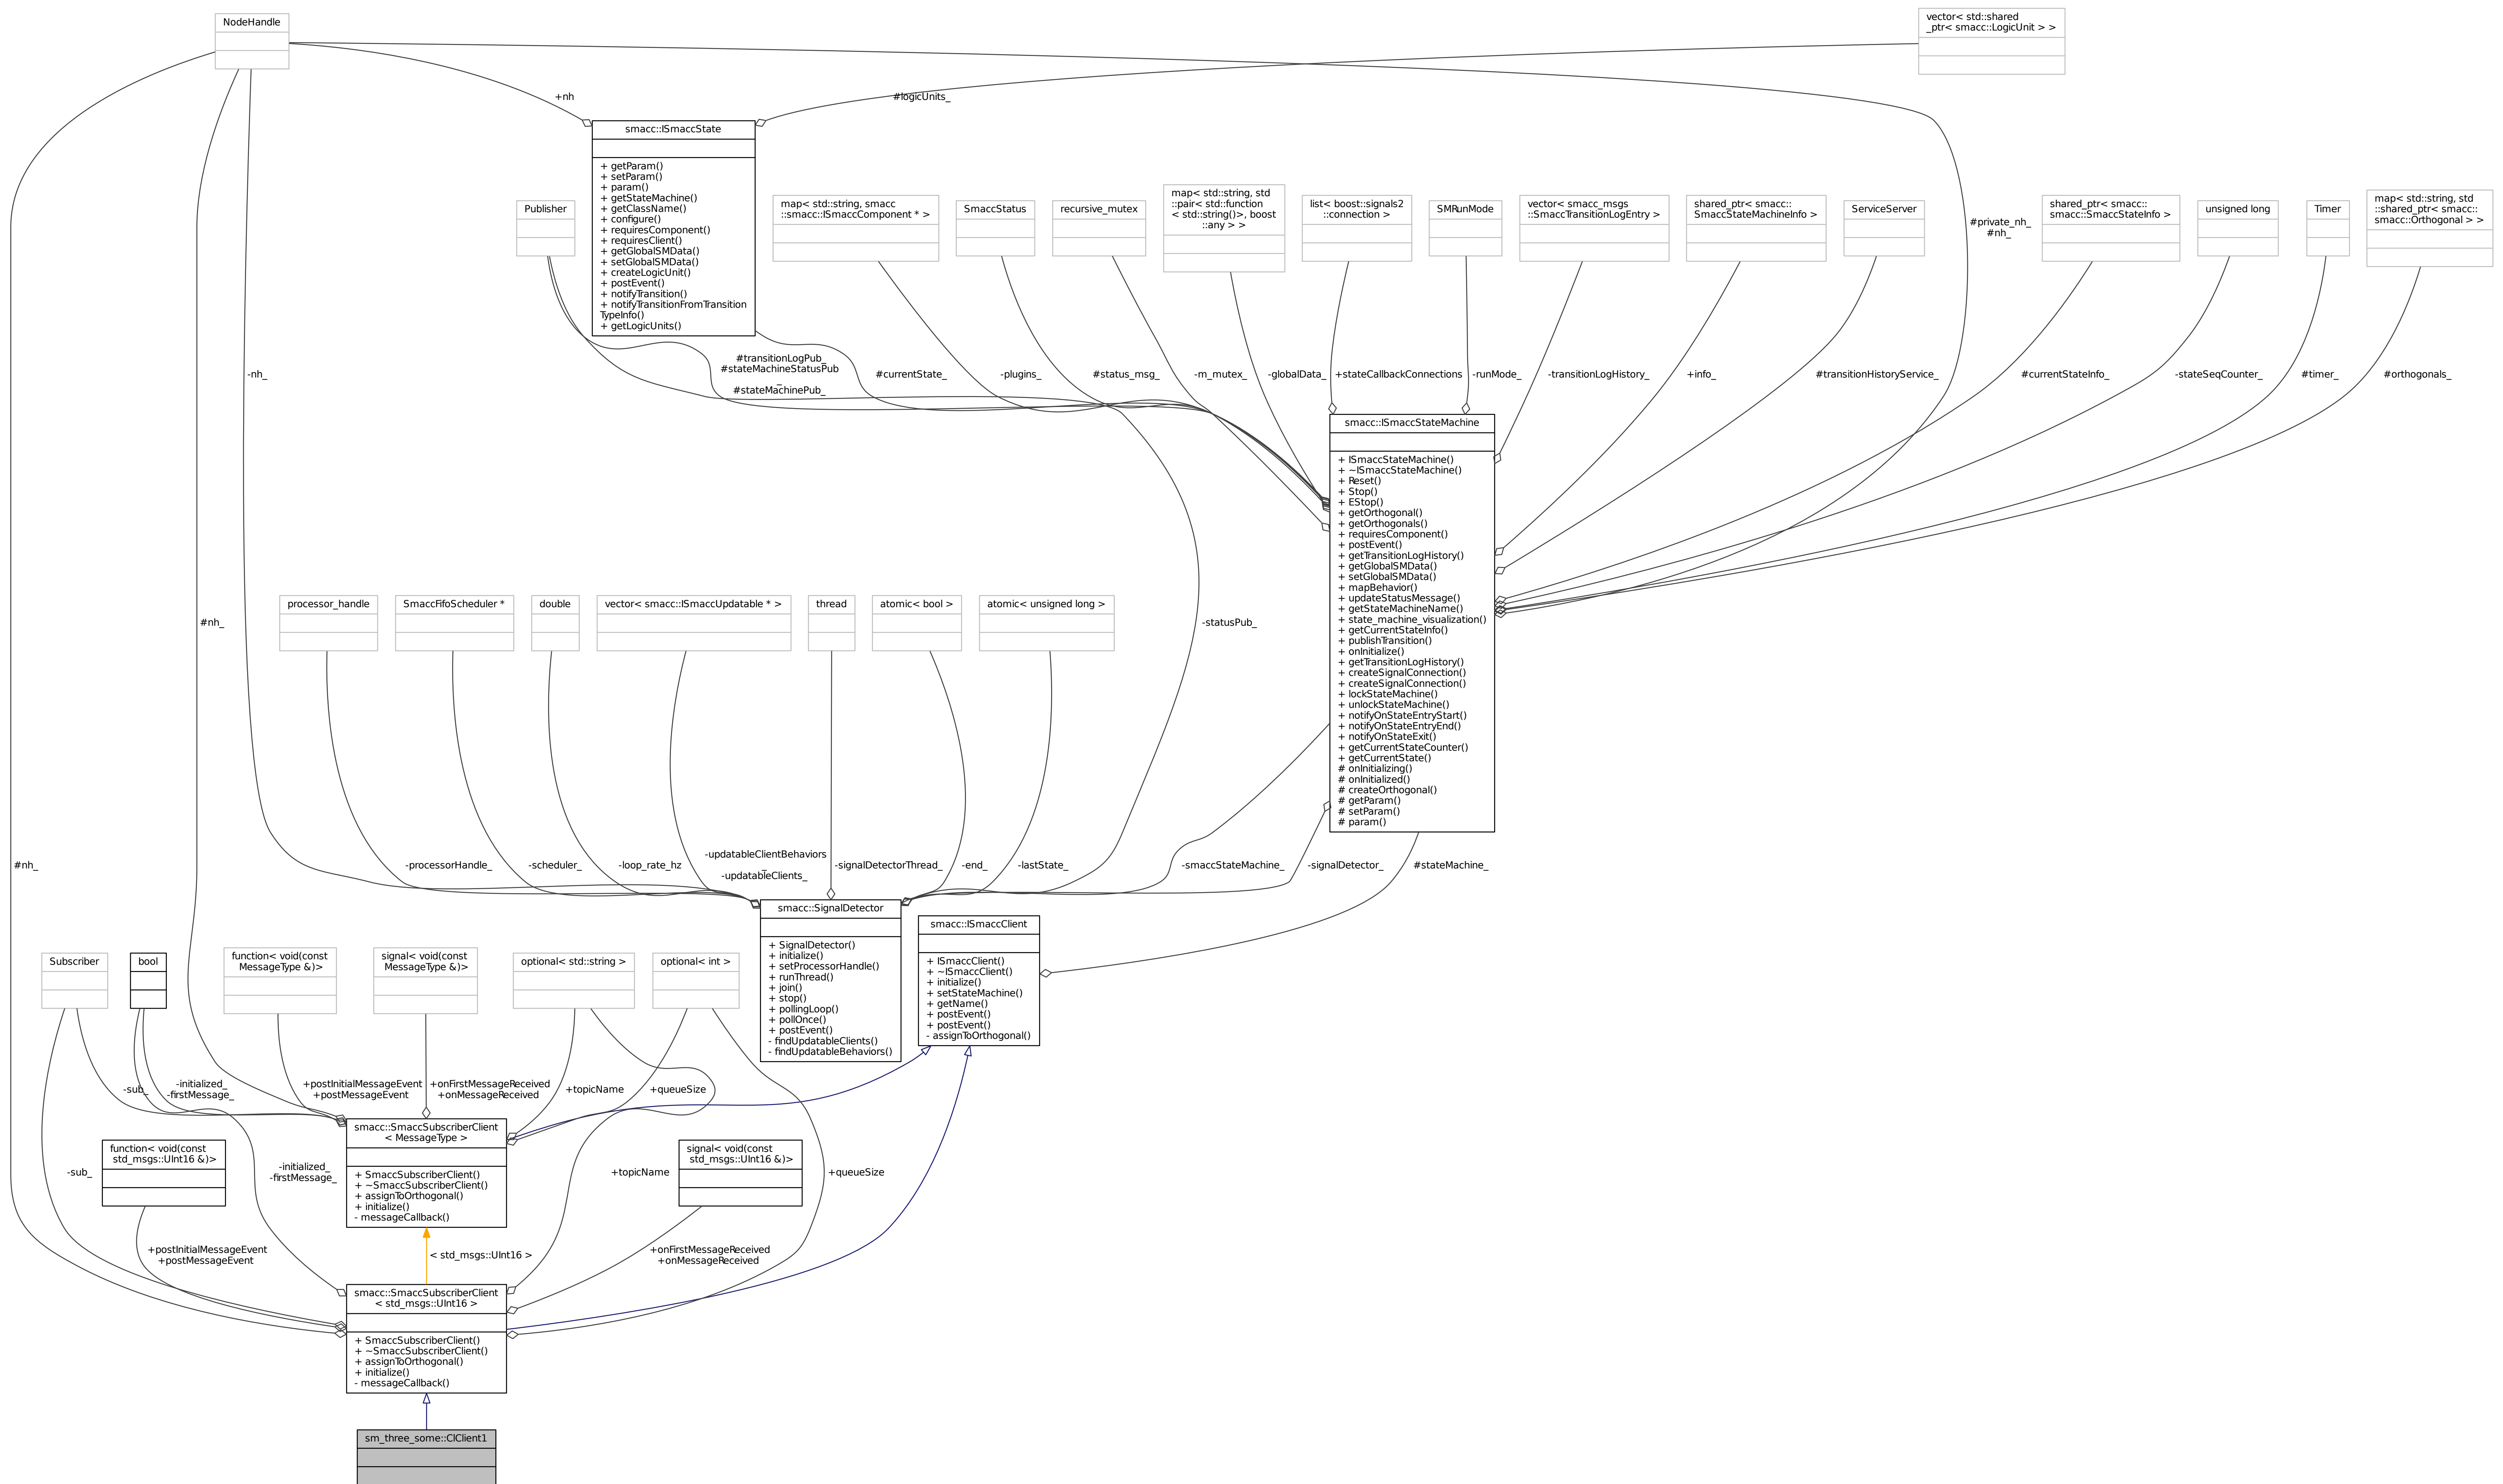 NodeHandle
vector< std::shared
_ptr< smacc::LogicUnit > >
+nh
#logicUnits_
smacc::ISmaccState
+ getParam()
+ setParam()
+ param()
+ getStateMachine()
+ getClassName()
+ configure()
+ requiresComponent()
+ requiresClient()
+ getGlobalSMData()
+ setGlobalSMData()
+ createLogicUnit()
+ postEvent()
+ notifyTransition()
+ notifyTransitionFromTransition
TypeInfo()
+ getLogicUnits()
Publisher
map< std::string, smacc
::smacc::ISmaccComponent * >
SmaccStatus
recursive_mutex
map< std::string, std
::pair< std::function
< std::string()>, boost
::any > >
list< boost::signals2
::connection >
SMRunMode
vector< smacc_msgs
::SmaccTransitionLogEntry >
shared_ptr< smacc::
SmaccStateMachineInfo >
ServiceServer
#private_nh_
#nh_
shared_ptr< smacc::
smacc::SmaccStateInfo >
unsigned long
Timer
map< std::string, std
::shared_ptr< smacc::
smacc::Orthogonal > >
-nh_
#transitionLogPub_
#stateMachineStatusPub
_
#stateMachinePub_
#currentState_
-plugins_
#status_msg_
-m_mutex_
-globalData_
+stateCallbackConnections
-runMode_
-transitionLogHistory_
+info_
#transitionHistoryService_
#currentStateInfo_
-stateSeqCounter_
#timer_
#orthogonals_
smacc::ISmaccStateMachine
+ ISmaccStateMachine()
+ ~ISmaccStateMachine()
+ Reset()
+ Stop()
+ EStop()
+ getOrthogonal()
+ getOrthogonals()
+ requiresComponent()
+ postEvent()
+ getTransitionLogHistory()
+ getGlobalSMData()
+ setGlobalSMData()
+ mapBehavior()
+ updateStatusMessage()
+ getStateMachineName()
+ state_machine_visualization()
+ getCurrentStateInfo()
+ publishTransition()
+ onInitialize()
+ getTransitionLogHistory()
+ createSignalConnection()
+ createSignalConnection()
+ lockStateMachine()
+ unlockStateMachine()
+ notifyOnStateEntryStart()
+ notifyOnStateEntryEnd()
+ notifyOnStateExit()
+ getCurrentStateCounter()
+ getCurrentState()
# onInitializing()
# onInitialized()
# createOrthogonal()
# getParam()
# setParam()
# param()
#nh_
-statusPub_
processor_handle
SmaccFifoScheduler *
double
vector< smacc::ISmaccUpdatable * >
thread
atomic< bool >
atomic< unsigned long >
#nh_
-processorHandle_
-scheduler_
-loop_rate_hz
-updatableClientBehaviors
_
-updatableClients_
-signalDetectorThread_
-end_
-lastState_
-smaccStateMachine_
-signalDetector_
#stateMachine_
smacc::SignalDetector
+ SignalDetector()
+ initialize()
+ setProcessorHandle()
+ runThread()
+ join()
+ stop()
+ pollingLoop()
+ pollOnce()
+ postEvent()
- findUpdatableClients()
- findUpdatableBehaviors()
smacc::ISmaccClient
+ ISmaccClient()
+ ~ISmaccClient()
+ initialize()
+ setStateMachine()
+ getName()
+ postEvent()
+ postEvent()
- assignToOrthogonal()
Subscriber
bool
function< void(const
MessageType &)>
signal< void(const
MessageType &)>
optional< std::string >
optional< int >
-sub_
-initialized_
-firstMessage_
+postInitialMessageEvent
+postMessageEvent
+onFirstMessageReceived
+onMessageReceived
+topicName
+queueSize
smacc::SmaccSubscriberClient
< MessageType >
+ SmaccSubscriberClient()
+ ~SmaccSubscriberClient()
+ assignToOrthogonal()
+ initialize()
- messageCallback()
function< void(const
std_msgs::UInt16 &)>
signal< void(const
std_msgs::UInt16 &)>
-sub_
-initialized_
-firstMessage_
+topicName
+queueSize
+postInitialMessageEvent
+postMessageEvent
< std_msgs::UInt16 >
+onFirstMessageReceived
+onMessageReceived
smacc::SmaccSubscriberClient
< std_msgs::UInt16 >
+ SmaccSubscriberClient()
+ ~SmaccSubscriberClient()
+ assignToOrthogonal()
+ initialize()
- messageCallback()
sm_three_some::ClClient1